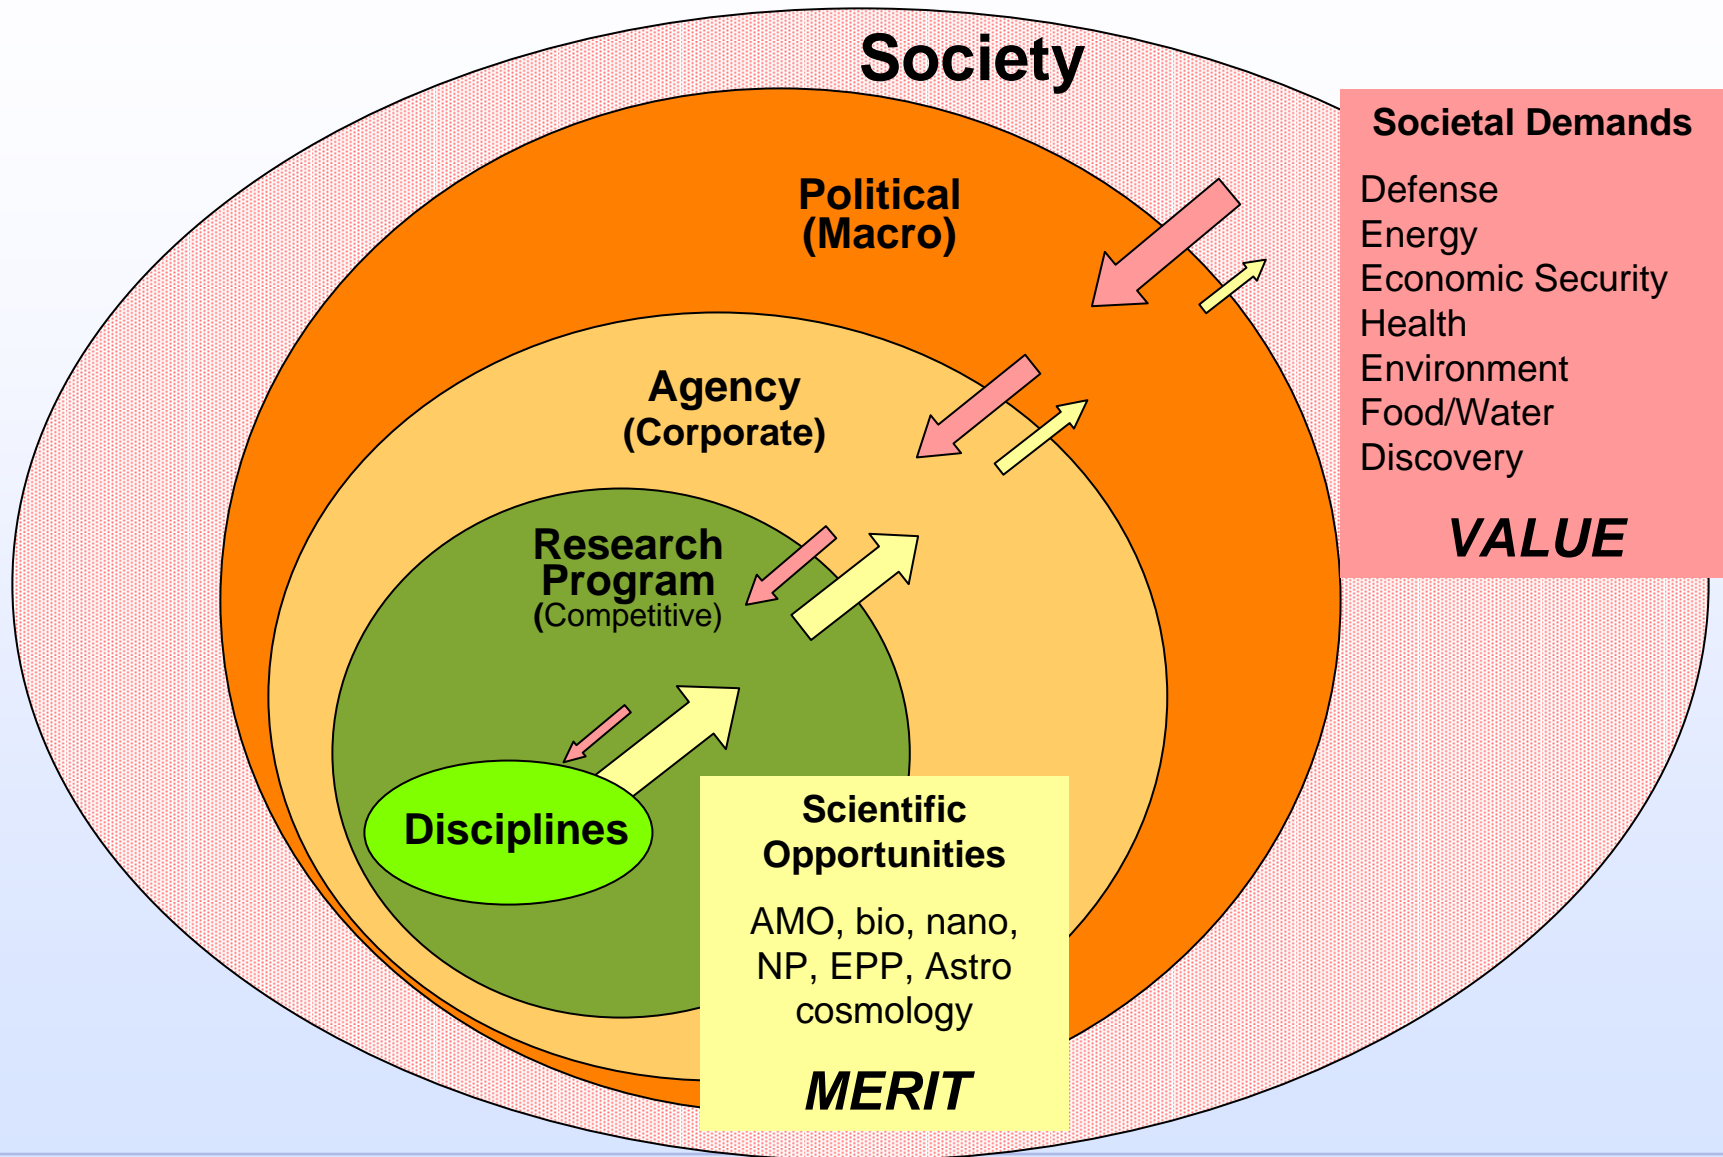 Society
Societal Demands
Defense
Energy
Economic Security
Health
Environment
Food/Water
Discovery
VALUE
Political
(Macro)
Agency
(Corporate)
Research
Program
(Competitive)
Disciplines
Scientific
Opportunities
AMO, bio, nano,
NP, EPP, Astro
cosmology
MERIT